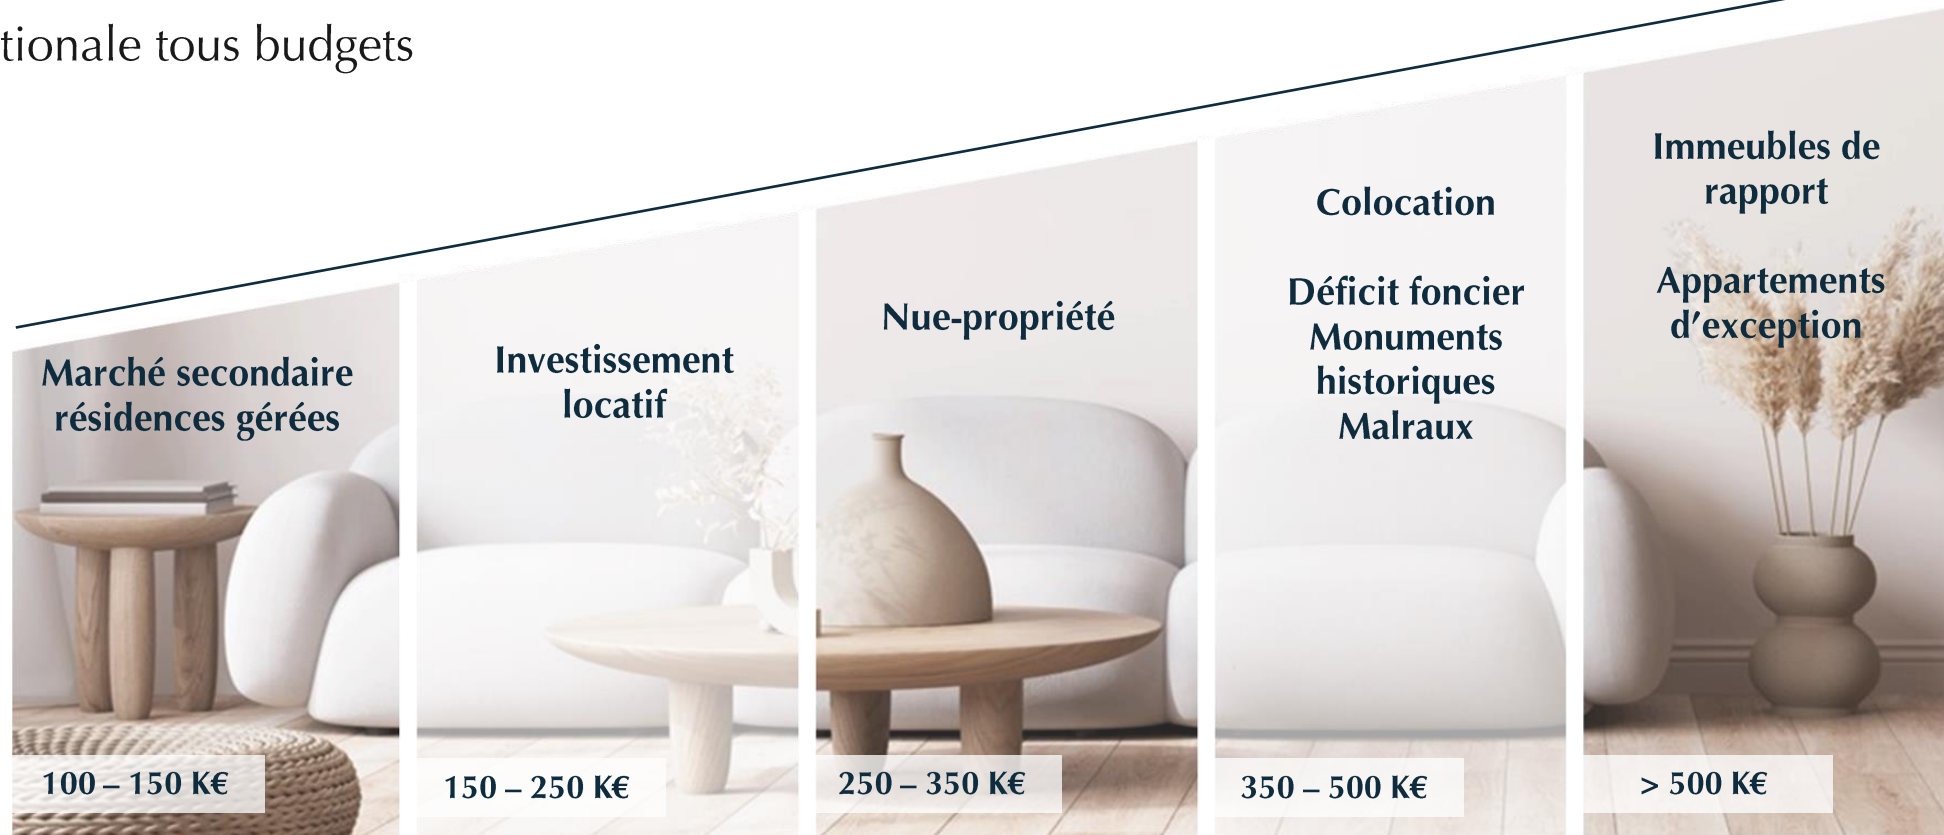 tionale tous budgets
Marché secondaire
résidences gérées
100 – 150 K€
Investissement
locatif
150 – 250 K€
Nue-propriété
250 – 350 K€
Colocation
Déficit foncier
Monuments
historiques
Malraux
350 – 500 K€
Immeubles de
rapport
Appartements
d’exception
> 500 K€